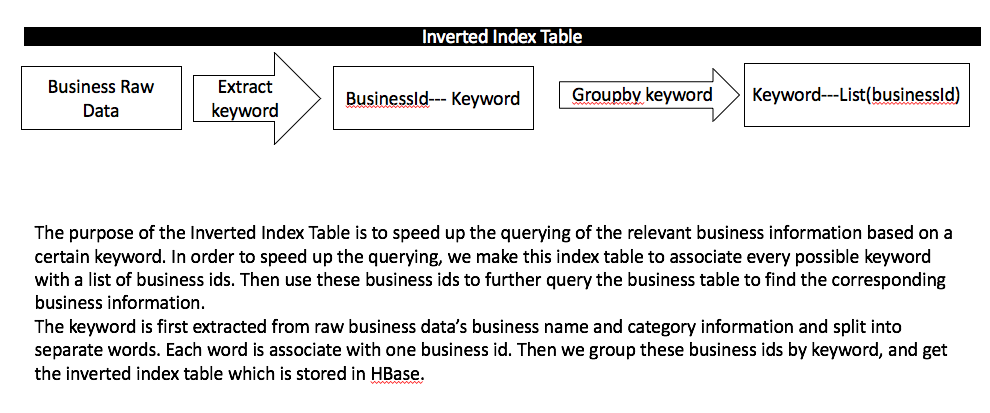 Inverted Index Table
Business Raw
Data
Extract
keyword
BusinessId--- Keyword
Groupby keyword
Keyword---List(businessId)
The purpose of the Inverted Index Table is to speed up the querying of the relevant business information based on a
certain keyword. In order to speed up the querying, we make this index table to associate every possible keyword
with a list of business ids. Then use these business ids to further query the business table to find the corresponding
business information.
The keyword is first extracted from raw business data's business name and category information and split into
separate words. Each word is associate with one business id. Then we group these business ids by keyword, and get
the inverted index table which is stored in HBase.